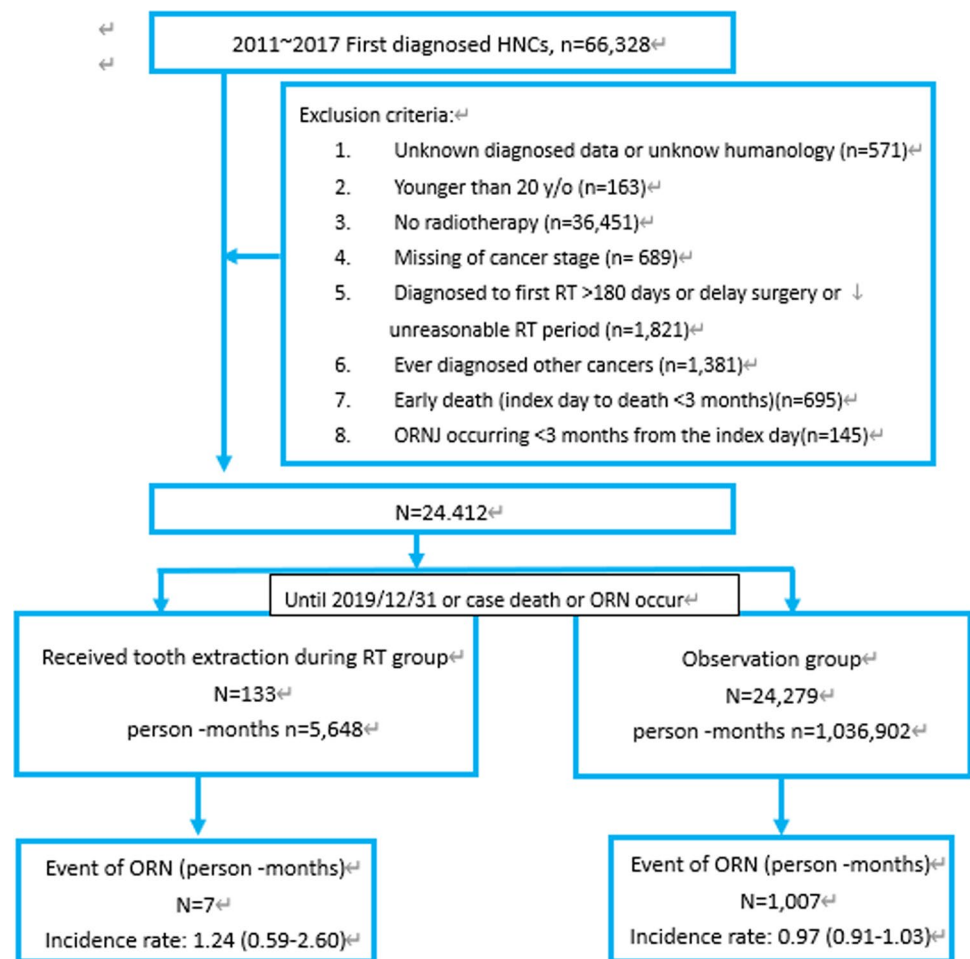 2011~2017 First diagnosed HNCs, n=66,328↵
Exclusion criteria:↵
1. Unknown diagnosed data or unknow humanology (n=571)↵
2. Younger than 20 y/o (n=163)↵
3. No radiotherapy (n=36,451)↵
4. Missing of cancer stage (n= 689)↵
5. Diagnosed to first RT >180 days or delay surgery or ↓
unreasonable RT period (n=1,821)↵
6. Ever diagnosed other cancers (n=1,381)↵
7. Early death (index day to death <3 months)(n=695)↵
8. ORNJ occurring <3 months from the index day(n=145)↵
N=24.412↵
Until 2019/12/31 or case death or ORN occur↵
Received tooth extraction during RT group↵
N=133↵
person -months n=5,648↵
Observation group↵
N=24,279↵
person -months n=1,036,902↵
Event of ORN (person -months)↵
N=7↵
Incidence rate: 1.24 (0.59-2.60)↵
Event of ORN (person -months)↵
N=1,007↵
Incidence rate: 0.97 (0.91-1.03)↵